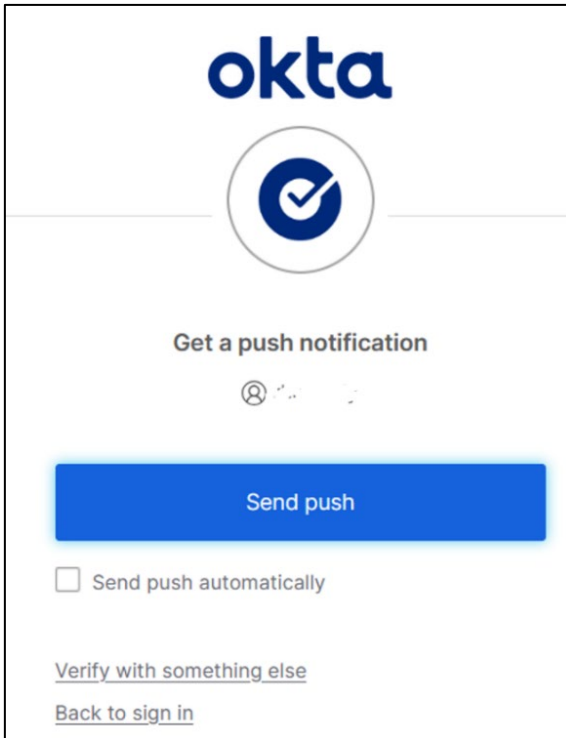 okta
Get a push notification
Send push
Send push automatically
Verify with something else
Back to sign in